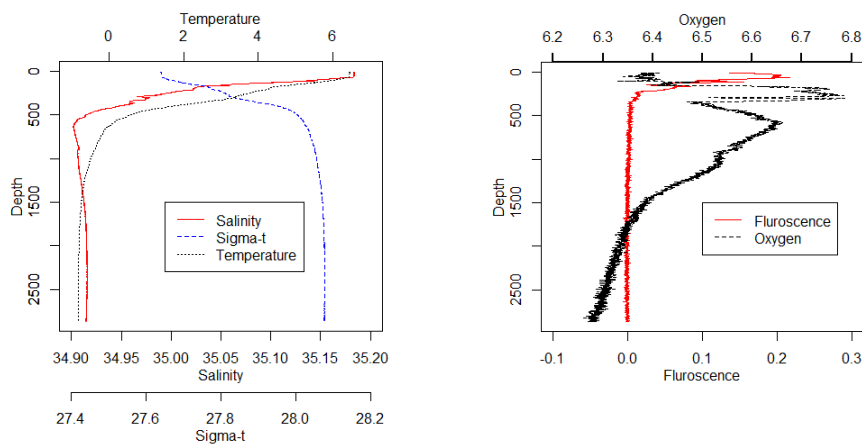 Temperature
0 2 4 6
0
500
1500
2500
Depth
Salinity
Sigma-t
Temperature
34.90 34.95 35.00 35.05 35.10 35.15 35.20
Salinity
27.4 27.6 27.8 28.0 28.2
Sigma-t
Oxygen
6.2 6.3 6.4 6.5 6.6 6.7 6.8
0
500
1500
2500
Depth
Fluroscence
Oxygen
-0.1 0.0 0.1 0.2 0.3
Fluroscence